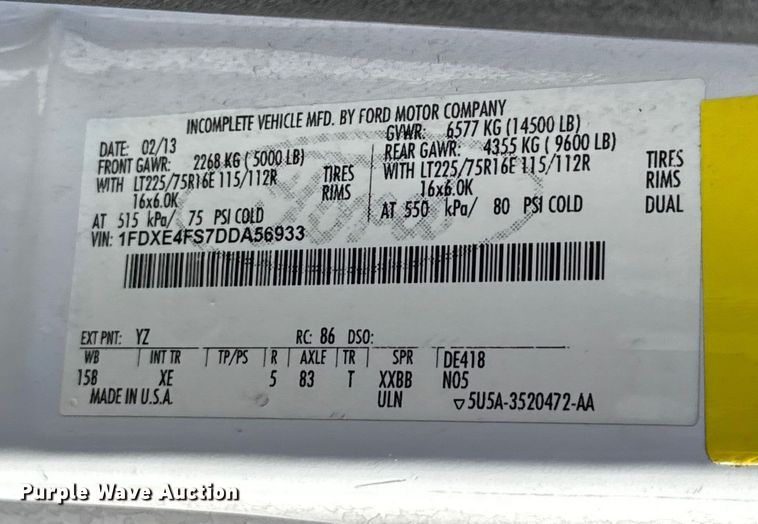 INCOMPLETE VEHICLE MFD. BY FORD MOTOR COMPANY
DATE: 02/13 GVWR: 6577 KG (14500 LB)
FRONT GAWR: 2268 KG ( 5000 LB) REAR GAWR: 4355 KG ( 9600 LB)
WITH LT225/75R16E 115/112R TIRES WITH LT225/75R16E 115/112R TIRES
16x6.0K RIMS 16x6.0K RIMS
AT 515 kPa/ 75 PSI COLD AT 550 kPa/ 80 PSI COLD DUAL
VIN: 1FDXE4FS7DDA56933
Ford
EXT PNT: YZ RC: 86 DSO:
WB INT TR TP/PS R AXLE TR SPR DE418
158 XE 5 83 T XXBB N05
MADE IN U.S.A. ULN ▽5U5A-3520472-AA
Purple Wave Auction